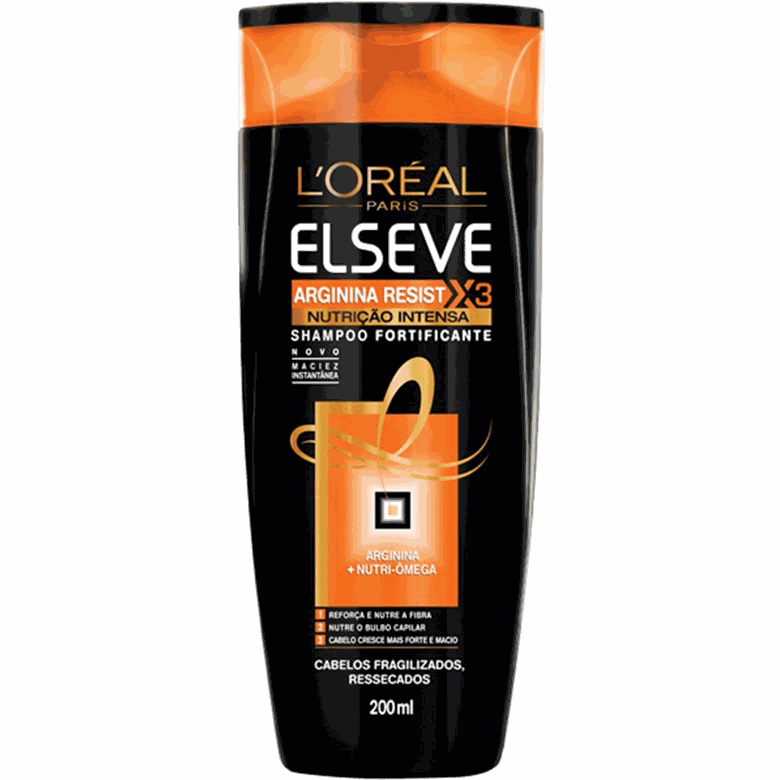 L'ORÉAL
PARIS
ELSEVE
ARGININA RESIST X3
NUTRIÇÃO INTENSA
SHAMPOO FORTIFICANTE
NOVO
MACIEZ
INSTANTÂNEA
ARGININA
+ NUTRI-ÔMEGA
1 REFORÇA E NUTRE A FIBRA
2 NUTRE O BULBO CAPILAR
3 CABELO CRESCE MAIS FORTE E MACIO
CABELOS FRAGILIZADOS,
RESSECADOS
200ml